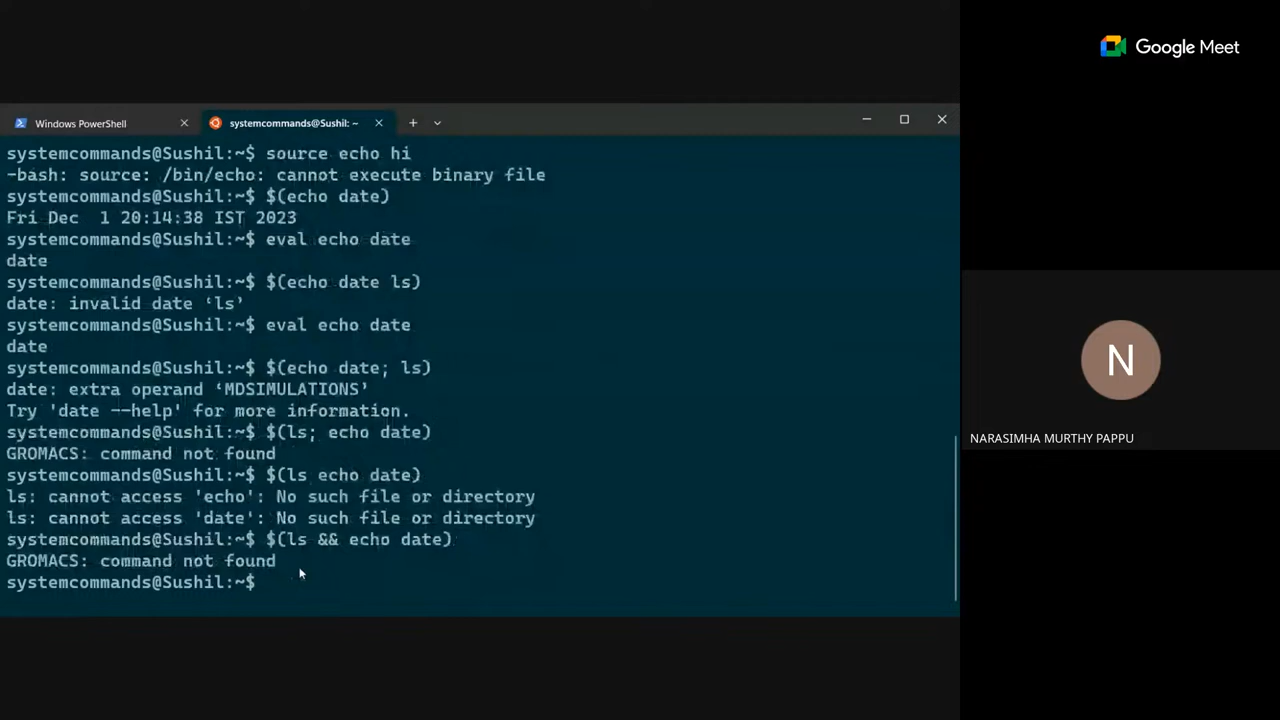 Google Meet
Windows PowerShell
systemcommands@Sushil: ~
systemcommands@Sushil:~$ source echo hi
-bash: source: /bin/echo: cannot execute binary file
systemcommands@Sushil:~$ $(echo date)
Fri Dec  1 20:14:38 IST 2023
systemcommands@Sushil:~$ eval echo date
date
systemcommands@Sushil:~$ $(echo date ls)
date: invalid date ‘ls’
systemcommands@Sushil:~$ eval echo date
date
systemcommands@Sushil:~$ $(echo date; ls)
date: extra operand ‘MDSIMULATIONS’
Try 'date --help' for more information.
systemcommands@Sushil:~$ $(ls; echo date)
GROMACS: command not found
systemcommands@Sushil:~$ $(ls echo date)
ls: cannot access 'echo': No such file or directory
ls: cannot access 'date': No such file or directory
systemcommands@Sushil:~$ $(ls && echo date)
GROMACS: command not found
systemcommands@Sushil:~$
N
NARASIMHA MURTHY PAPPU